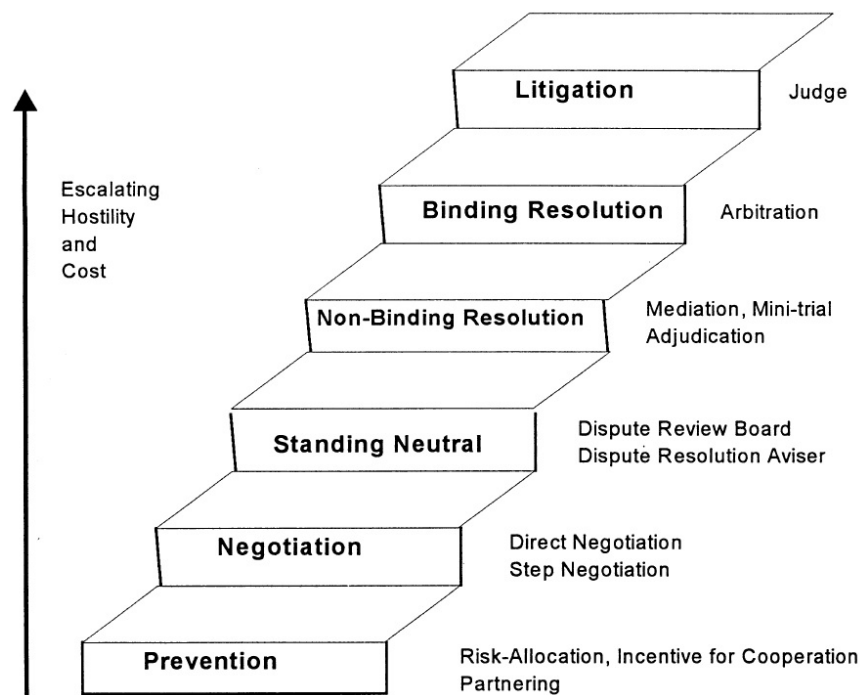 Litigation
Judge
Escalating
Hostility
and
Cost
Binding Resolution
Arbitration
Non-Binding Resolution
Mediation, Mini-trial
Adjudication
Standing Neutral
Dispute Review Board
Dispute Resolution Aviser
Negotiation
Direct Negotiation
Step Negotiation
Prevention
Risk-Allocation, Incentive for Cooperation
Partnering